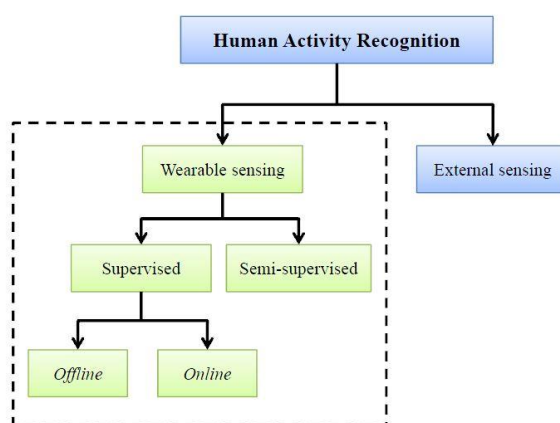 Human Activity Recognition
Wearable sensing
External sensing
Supervised
Semi-supervised
Offline
Online